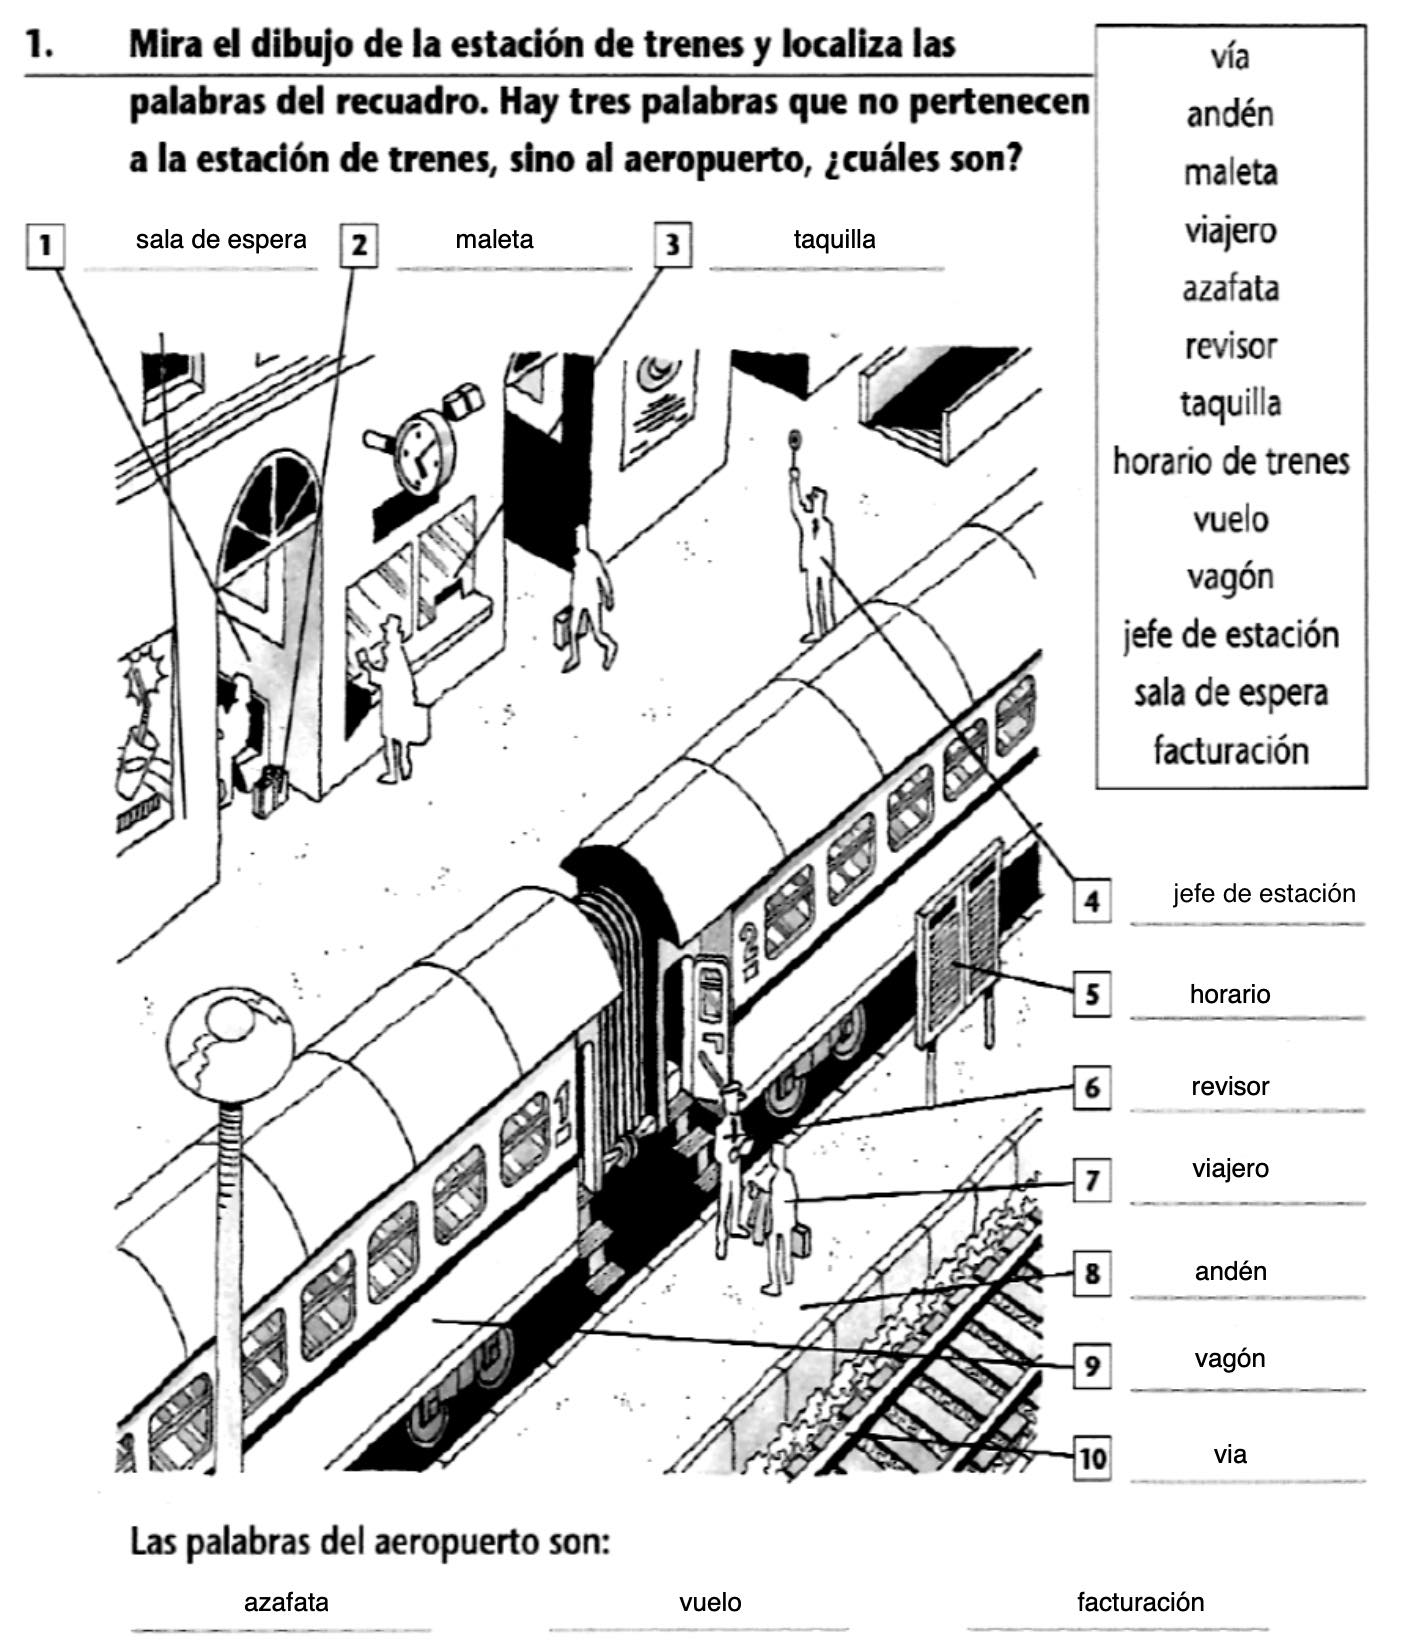 1. Mira el dibujo de la estación de trenes y localiza las
palabras del recuadro. Hay tres palabras que no pertenecen
a la estación de trenes, sino al aeropuerto, ¿cuáles son?
vía
andén
maleta
viajero
azafata
revisor
taquilla
horario de trenes
vuelo
vagón
jefe de estación
sala de espera
facturación
1 sala de espera
2 maleta
3 taquilla
2
1
4 jefe de estación
5 horario
6 revisor
7 viajero
8 andén
9 vagón
10 via
Las palabras del aeropuerto son:
azafata vuelo facturación